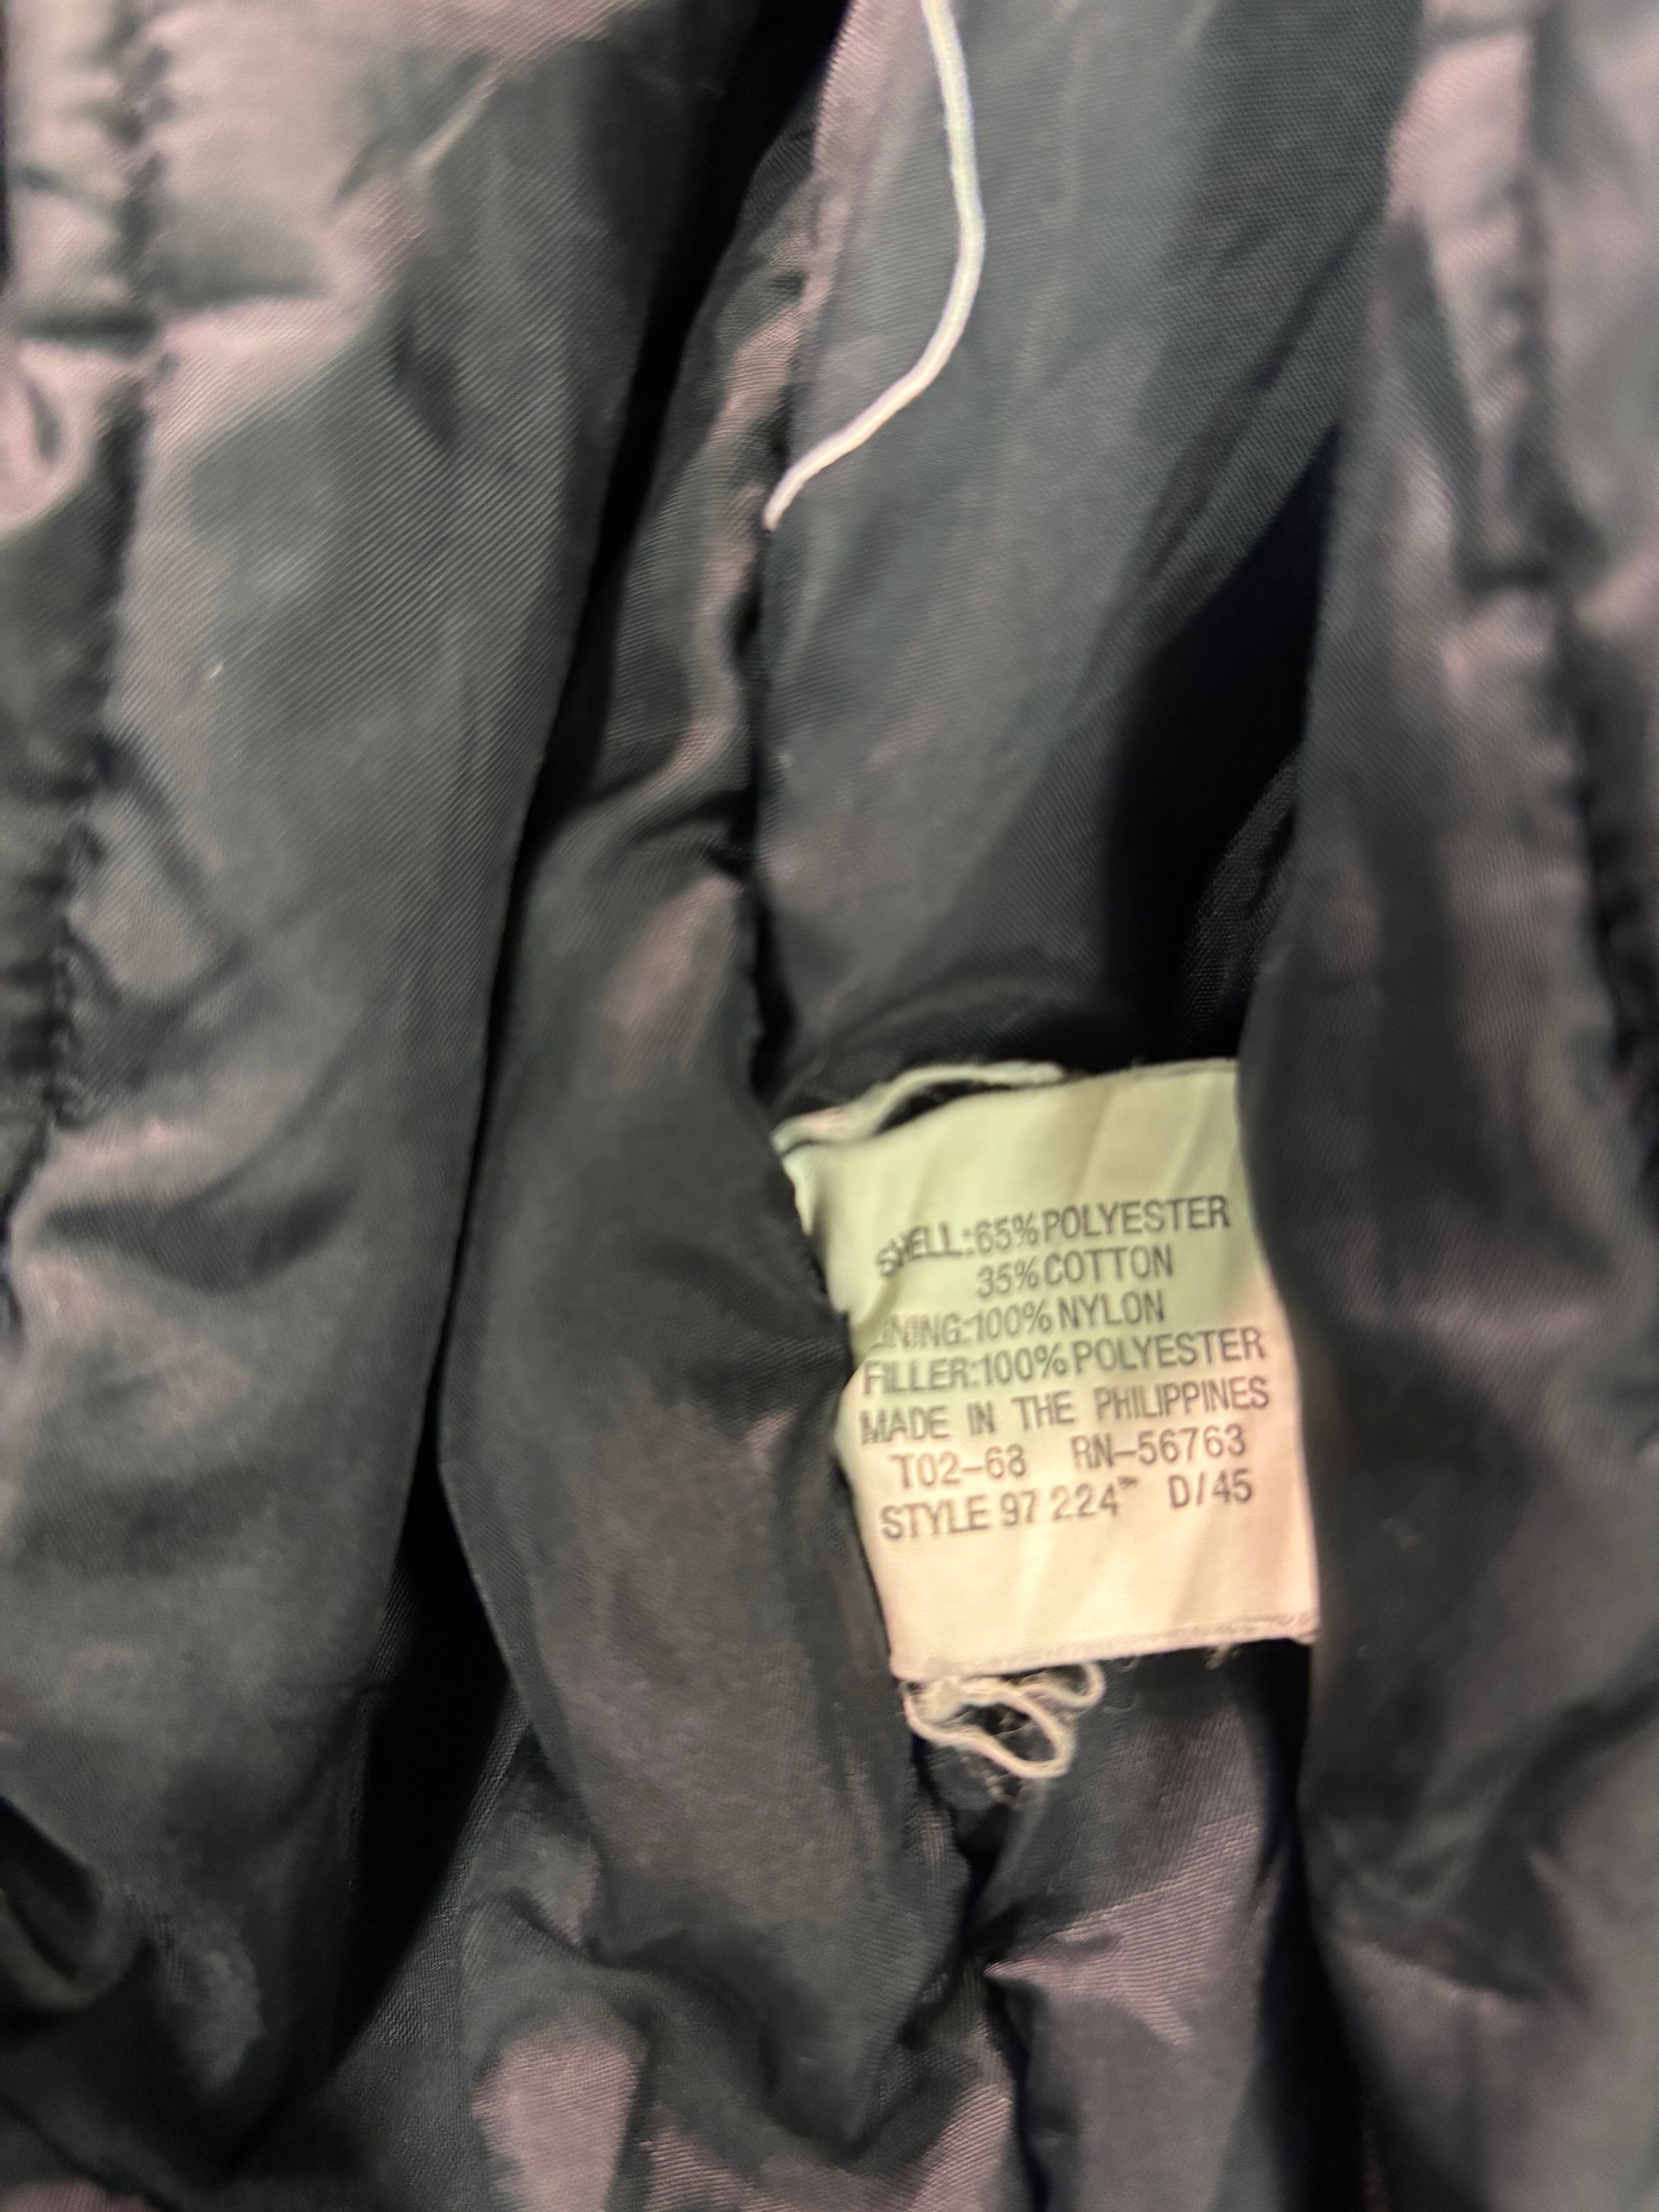 SHELL:65% POLYESTER
35% COTTON
LINING:100% NYLON
FILLER:100% POLYESTER
MADE IN THE PHILIPPINES
T02-68 RN-56763
STYLE 97 224 D/45